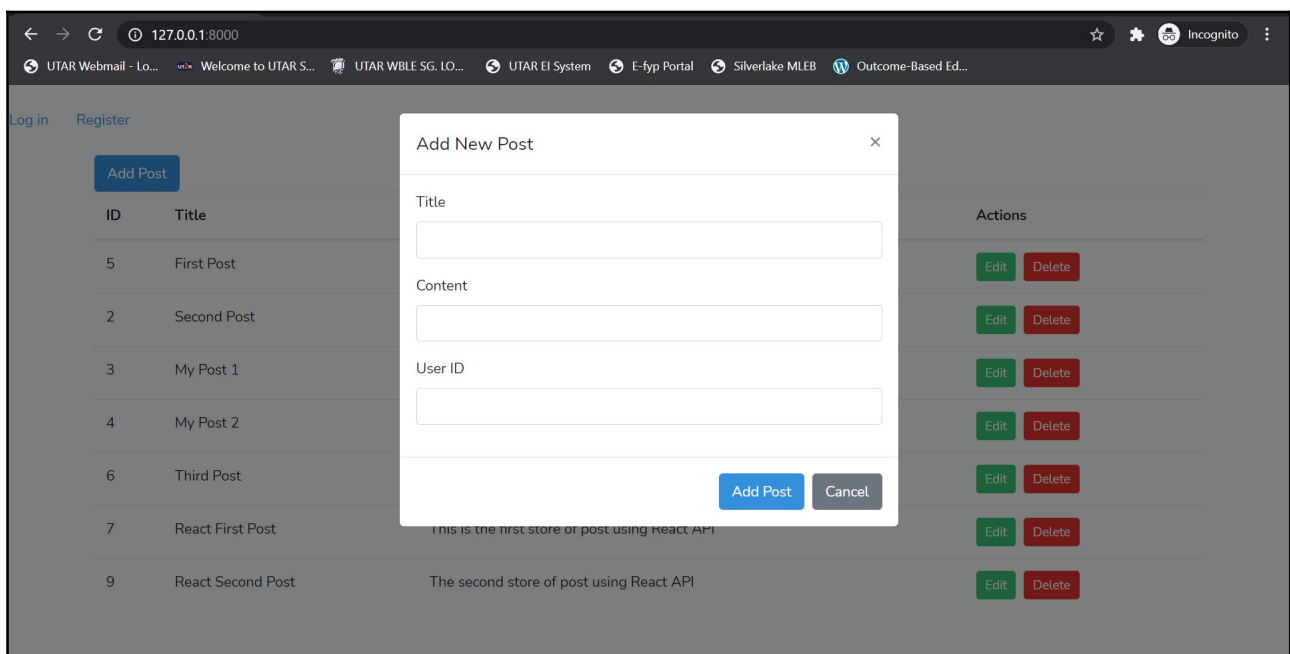 127.0.0.1:8000
Incognito
UTAR Webmail - Lo... Welcome to UTAR S... UTAR WBLE SG. LO... UTAR EI System E-fyp Portal Silverlake MLEB Outcome-Based Ed...
Log in Register
Add Post
ID Title Actions
Add New Post ×
Title
Content
User ID
Add Post Cancel
5 First Post Edit Delete
2 Second Post Edit Delete
3 My Post 1 Edit Delete
4 My Post 2 Edit Delete
6 Third Post Edit Delete
7 React First Post This is the first store of post using React API Edit Delete
9 React Second Post The second store of post using React API Edit Delete